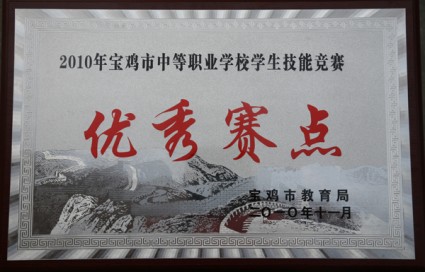 2010年宝鸡市中等职业学校学生技能竞赛
优秀赛点
宝鸡市教育局
二〇一〇年十一月